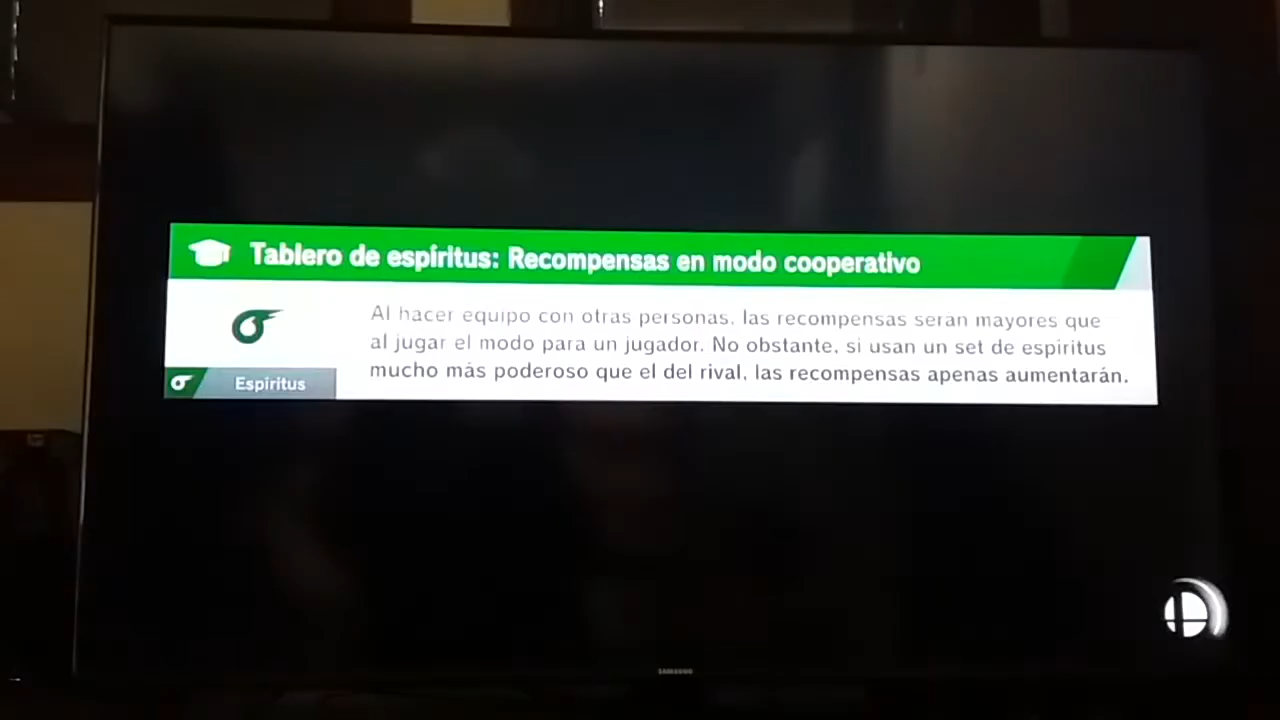 Tablero de espíritus: Recompensas en modo cooperativo
Al hacer equipo con otras personas, las recompensas serán mayores que
al jugar el modo para un jugador. No obstante, si usan un set de espíritus
mucho más poderoso que el del rival, las recompensas apenas aumentarán.
Espíritus
SAMSUNG